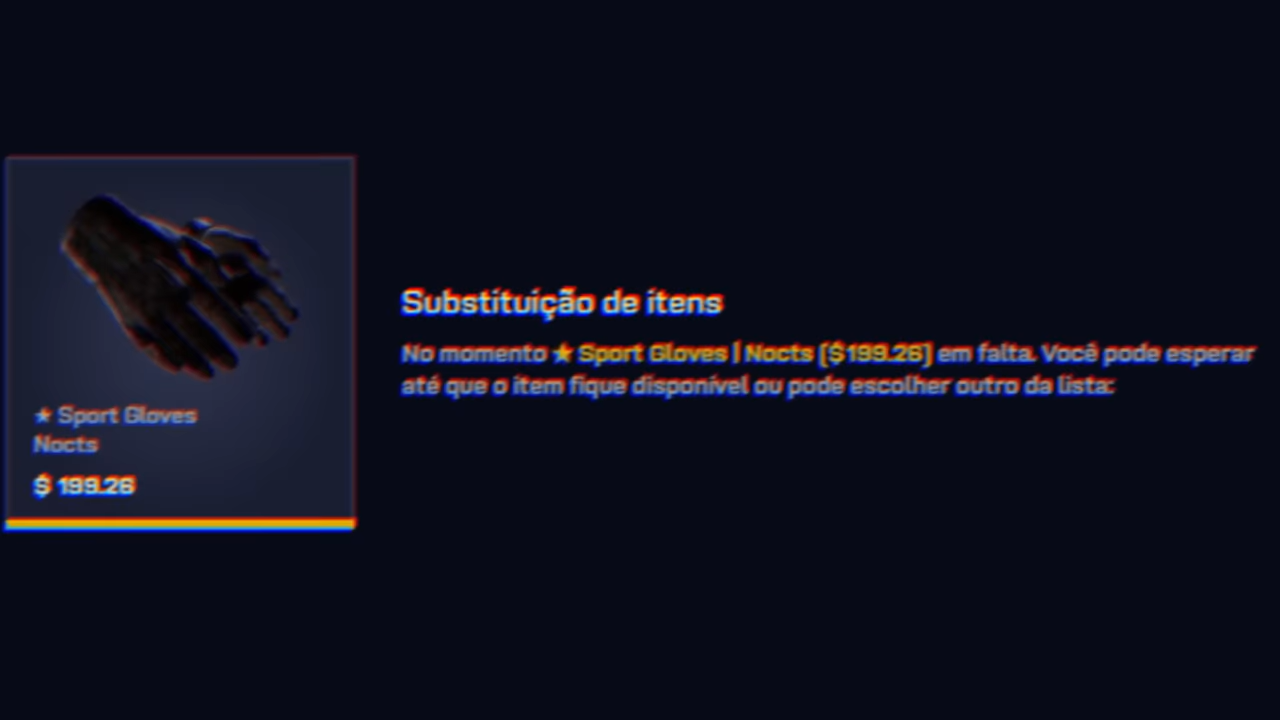 ★ Sport Gloves
Nocts
$ 199.26
Substituição de itens
No momento ★ Sport Gloves | Nocts ($199.26) em falta. Você pode esperar
até que o item fique disponível ou pode escolher outro da lista: